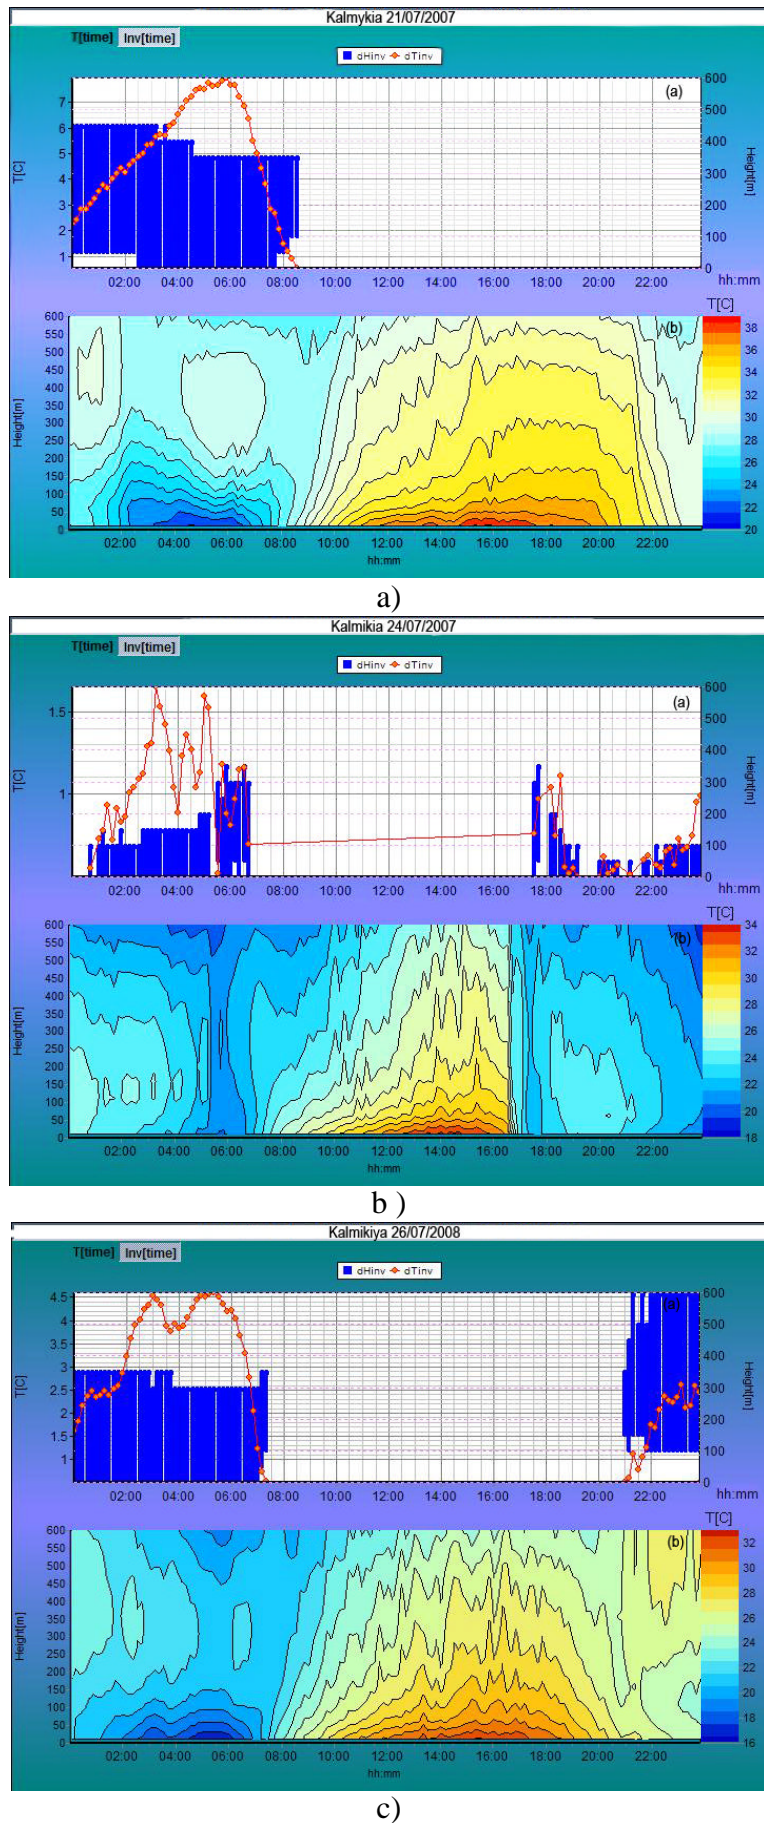 Kalmykia 21/07/2007
T[time] Inv[time]
dHinv dTinv
(a)
T[C]
7
6
5
4
3
2
1
600
500
400
300
200
100
0
Height[m]
02:00 04:00 06:00 08:00 10:00 12:00 14:00 16:00 18:00 20:00 22:00
hh:mm
T[C]
(b)
Height[m]
600
550
500
450
400
350
300
250
200
150
100
50
0
38
36
34
32
30
28
26
24
22
20
02:00 04:00 06:00 08:00 10:00 12:00 14:00 16:00 18:00 20:00 22:00
hh:mm
a)
Kalmikia 24/07/2007
T[time] Inv[time]
dHinv dTinv
(a)
T[C]
1.5
1
600
500
400
300
200
100
0
Height[m]
02:00 04:00 06:00 08:00 10:00 12:00 14:00 16:00 18:00 20:00 22:00
hh:mm
T[C]
(b)
Height[m]
600
550
500
450
400
350
300
250
200
150
100
50
0
34
32
30
28
26
24
22
20
18
02:00 04:00 06:00 08:00 10:00 12:00 14:00 16:00 18:00 20:00 22:00
hh:mm
b )
Kalmikiya 26/07/2008
T[time] Inv[time]
dHinv dTinv
(a)
T[C]
4.5
4
3.5
3
2.5
2
1.5
1
600
500
400
300
200
100
0
Height[m]
02:00 04:00 06:00 08:00 10:00 12:00 14:00 16:00 18:00 20:00 22:00
hh:mm
T[C]
(b)
Height[m]
600
550
500
450
400
350
300
250
200
150
100
50
0
32
30
28
26
24
22
20
18
16
02:00 04:00 06:00 08:00 10:00 12:00 14:00 16:00 18:00 20:00 22:00
hh:mm
c)